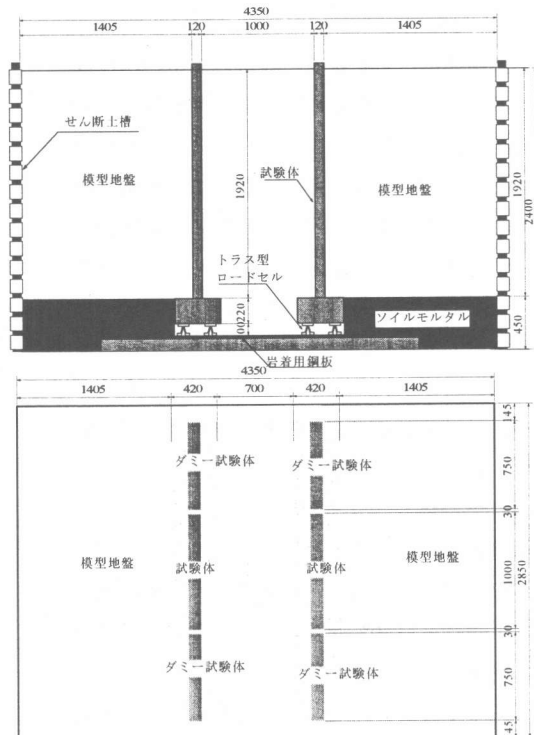 4350
1405 120 1000 120 1405
せん断土槽
模型地盤
1920
試験体
模型地盤
1920
2400
トラス型
ロードセル
220
ソイルモルタル
450
岩着用鋼板
4350
1405 420 700 420 1405
145
ダミー試験体
ダミー試験体
750
30
模型地盤
試験体
試験体
模型地盤
1000
2850
30
ダミー試験体
ダミー試験体
750
45